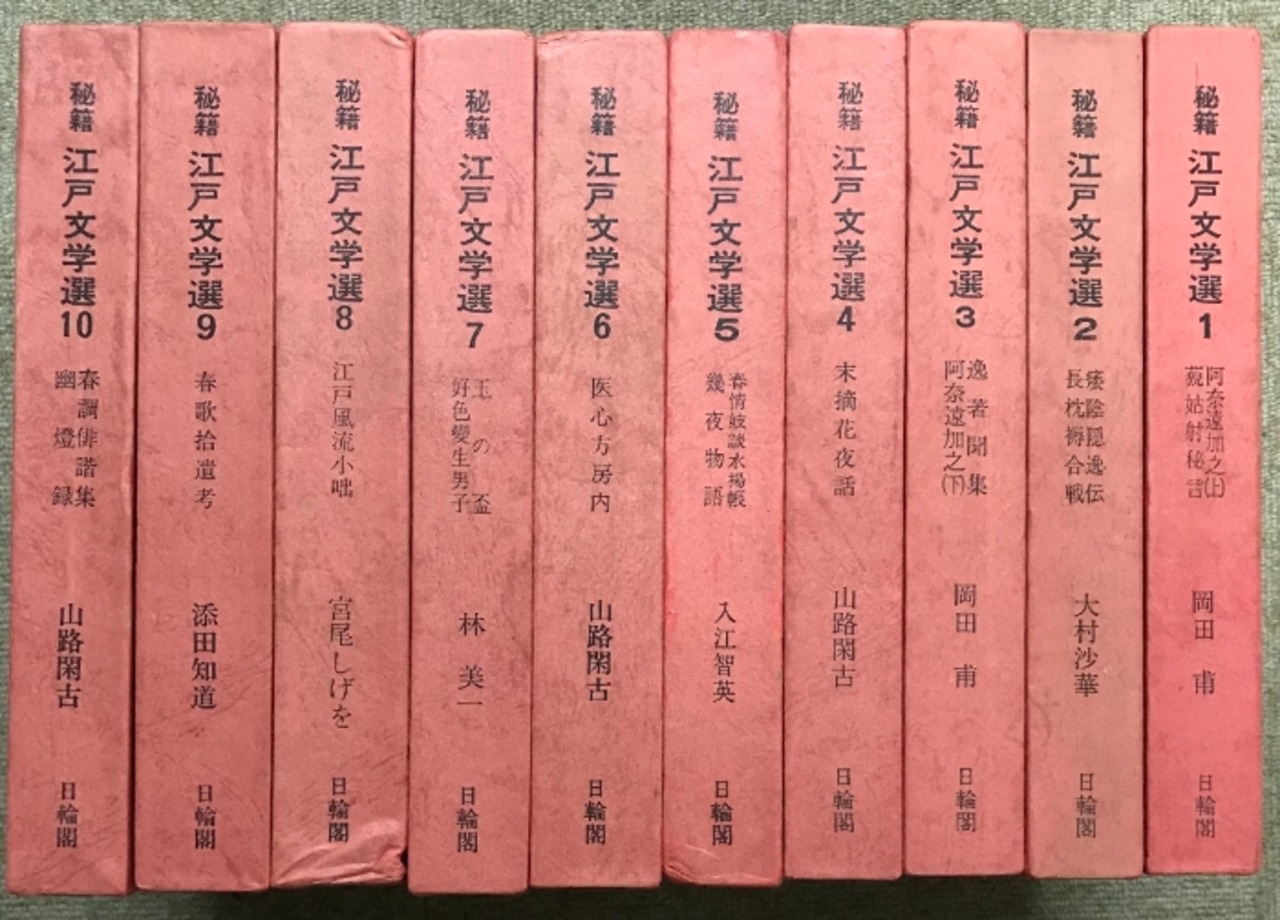 秘籍 江戸文学選 1
阿奈遠加之(上)
藐姑射秘言
岡田 甫
日輪閣
秘籍 江戸文学選 2
痿陰隠逸伝
長枕褥合戦
大村沙華
日輪閣
秘籍 江戸文学選 3
逸著聞集
阿奈遠加之(下)
岡田 甫
日輪閣
秘籍 江戸文学選 4
末摘花夜話
山路閑古
日輪閣
秘籍 江戸文学選 5
春情妓談水揚帳
幾夜物語
入江智英
日輪閣
秘籍 江戸文学選 6
医心方房内
山路閑古
日輪閣
秘籍 江戸文学選 7
玉の盃
好色變生男子
林 美一
日輪閣
秘籍 江戸文学選 8
江戸風流小咄
宮尾しげを
日輪閣
秘籍 江戸文学選 9
春歌拾遺考
添田知道
日輪閣
秘籍 江戸文学選 10
春調俳諧集
幽燈録
山路閑古
日輪閣